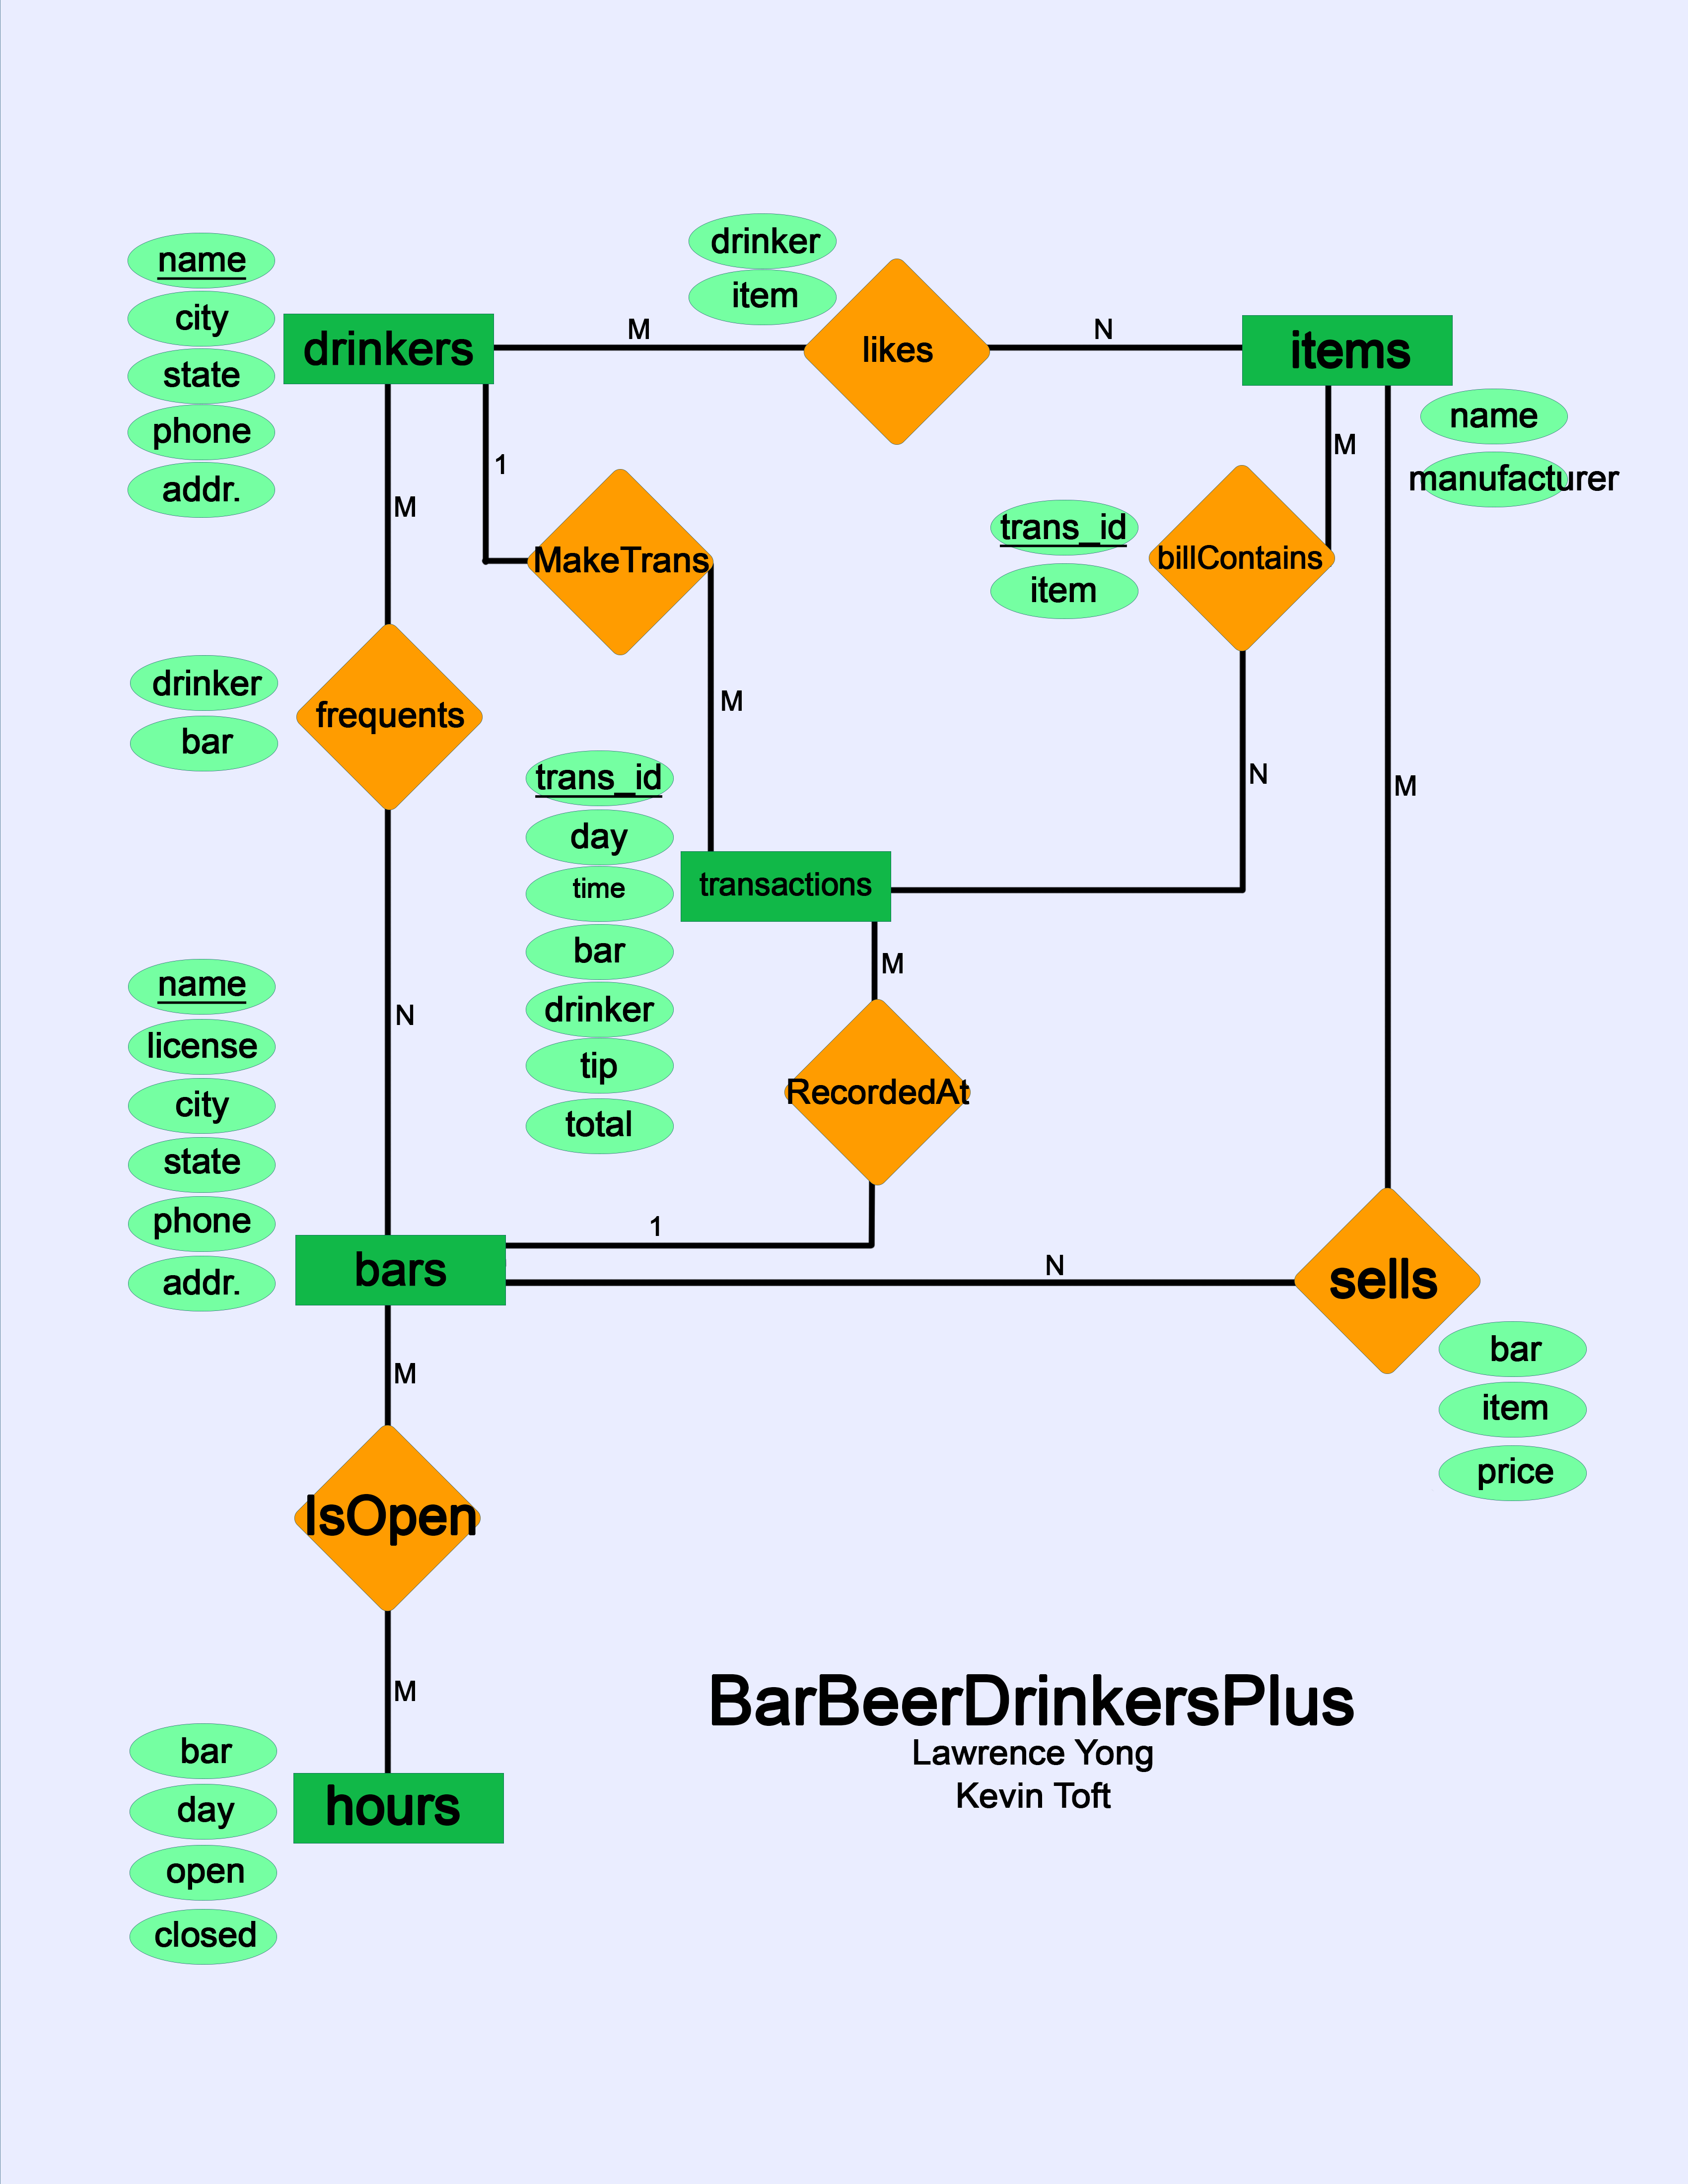 drinker
item
name
city
state
phone
addr.
drinkers
M
likes
N
items
name
manufacturer
1
M
M
MakeTrans
trans_id
item
billContains
drinker
bar
frequents
M
N
M
trans_id
day
time
bar
drinker
tip
total
transactions
M
RecordedAt
name
license
city
state
phone
addr.
N
bars
1
N
sells
bar
item
price
M
IsOpen
M
bar
day
open
closed
hours
BarBeerDrinkersPlus
Lawrence Yong
Kevin Toft